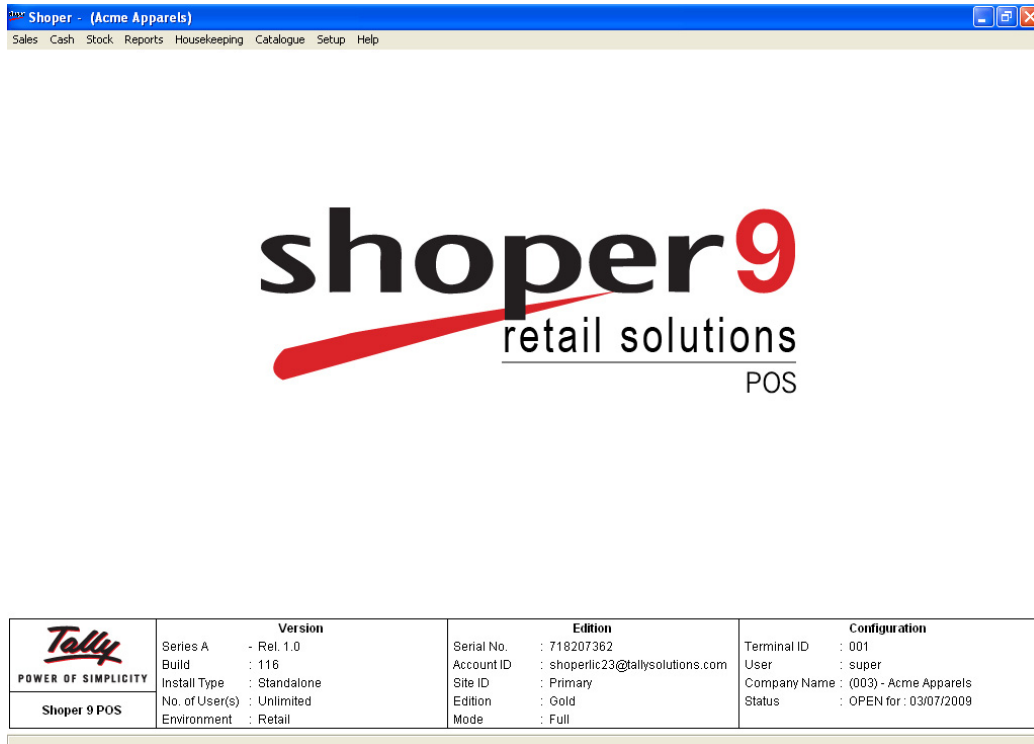 Shoper - (Acme Apparels)
Sales Cash Stock Reports Housekeeping Catalogue Setup Help
shoper9
retail solutions
POS
Tally
POWER OF SIMPLICITY
Shoper 9 POS
Version
Series A - Rel. 1.0
Build : 116
Install Type : Standalone
No. of User(s) : Unlimited
Environment : Retail
Edition
Serial No. : 718207362
Account ID : shoperlic23@tallysolutions.com
Site ID : Primary
Edition : Gold
Mode : Full
Configuration
Terminal ID : 001
User : super
Company Name : (003) - Acme Apparels
Status : OPEN for : 03/07/2009